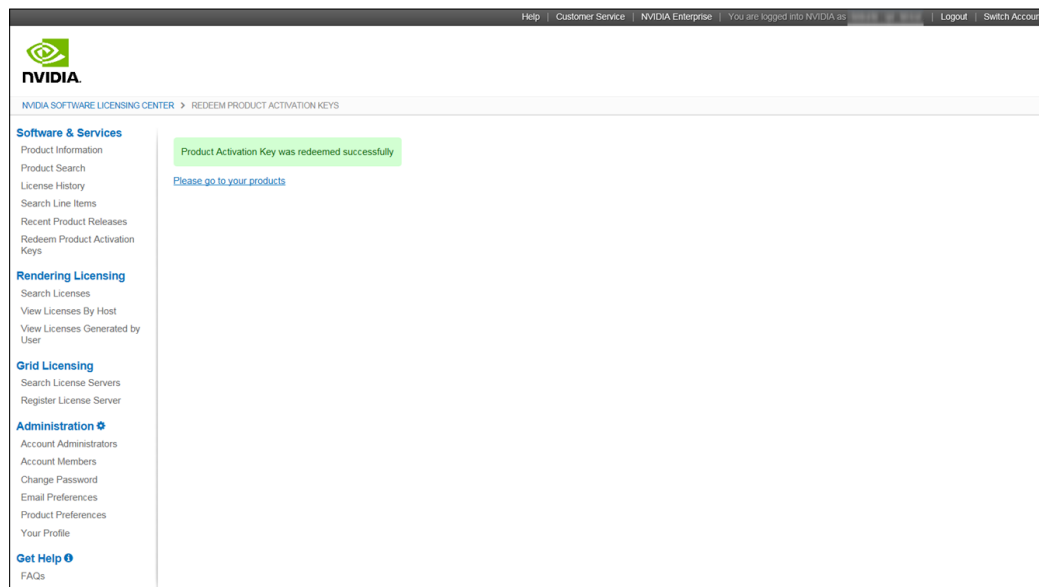 Help | Customer Service | NVIDIA Enterprise | You are logged into NVIDIA as | Logout | Switch Accoun
NVIDIA.
NVIDIA SOFTWARE LICENSING CENTER > REDEEM PRODUCT ACTIVATION KEYS
Software & Services
Product Information
Product Search
License History
Search Line Items
Recent Product Releases
Redeem Product Activation
Keys
Rendering Licensing
Search Licenses
View Licenses By Host
View Licenses Generated by
User
Grid Licensing
Search License Servers
Register License Server
Administration
Account Administrators
Account Members
Change Password
Email Preferences
Product Preferences
Your Profile
Get Help
FAQs
Product Activation Key was redeemed successfully
Please go to your products